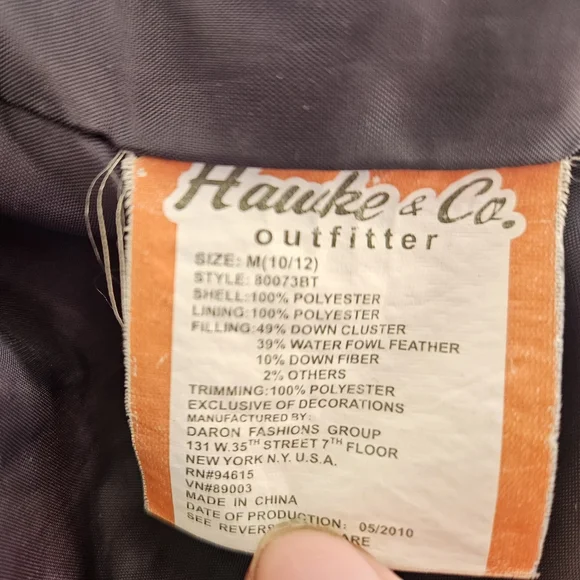 Hawke & Co.
outfitter
SIZE: M(10/12)
STYLE: 80073BT
SHELL:100% POLYESTER
LINING:100% POLYESTER
FILLING:49% DOWN CLUSTER
39% WATER FOWL FEATHER
10% DOWN FIBER
2% OTHERS
TRIMMING:100% POLYESTER
EXCLUSIVE OF DECORATIONS
MANUFACTURED BY:
DARON FASHIONS GROUP
131 W.35TH STREET 7TH FLOOR
NEW YORK N.Y. U.S.A.
RN#94615
VN#89003
MADE IN CHINA
DATE OF PRODUCTION: 05/2010
SEE